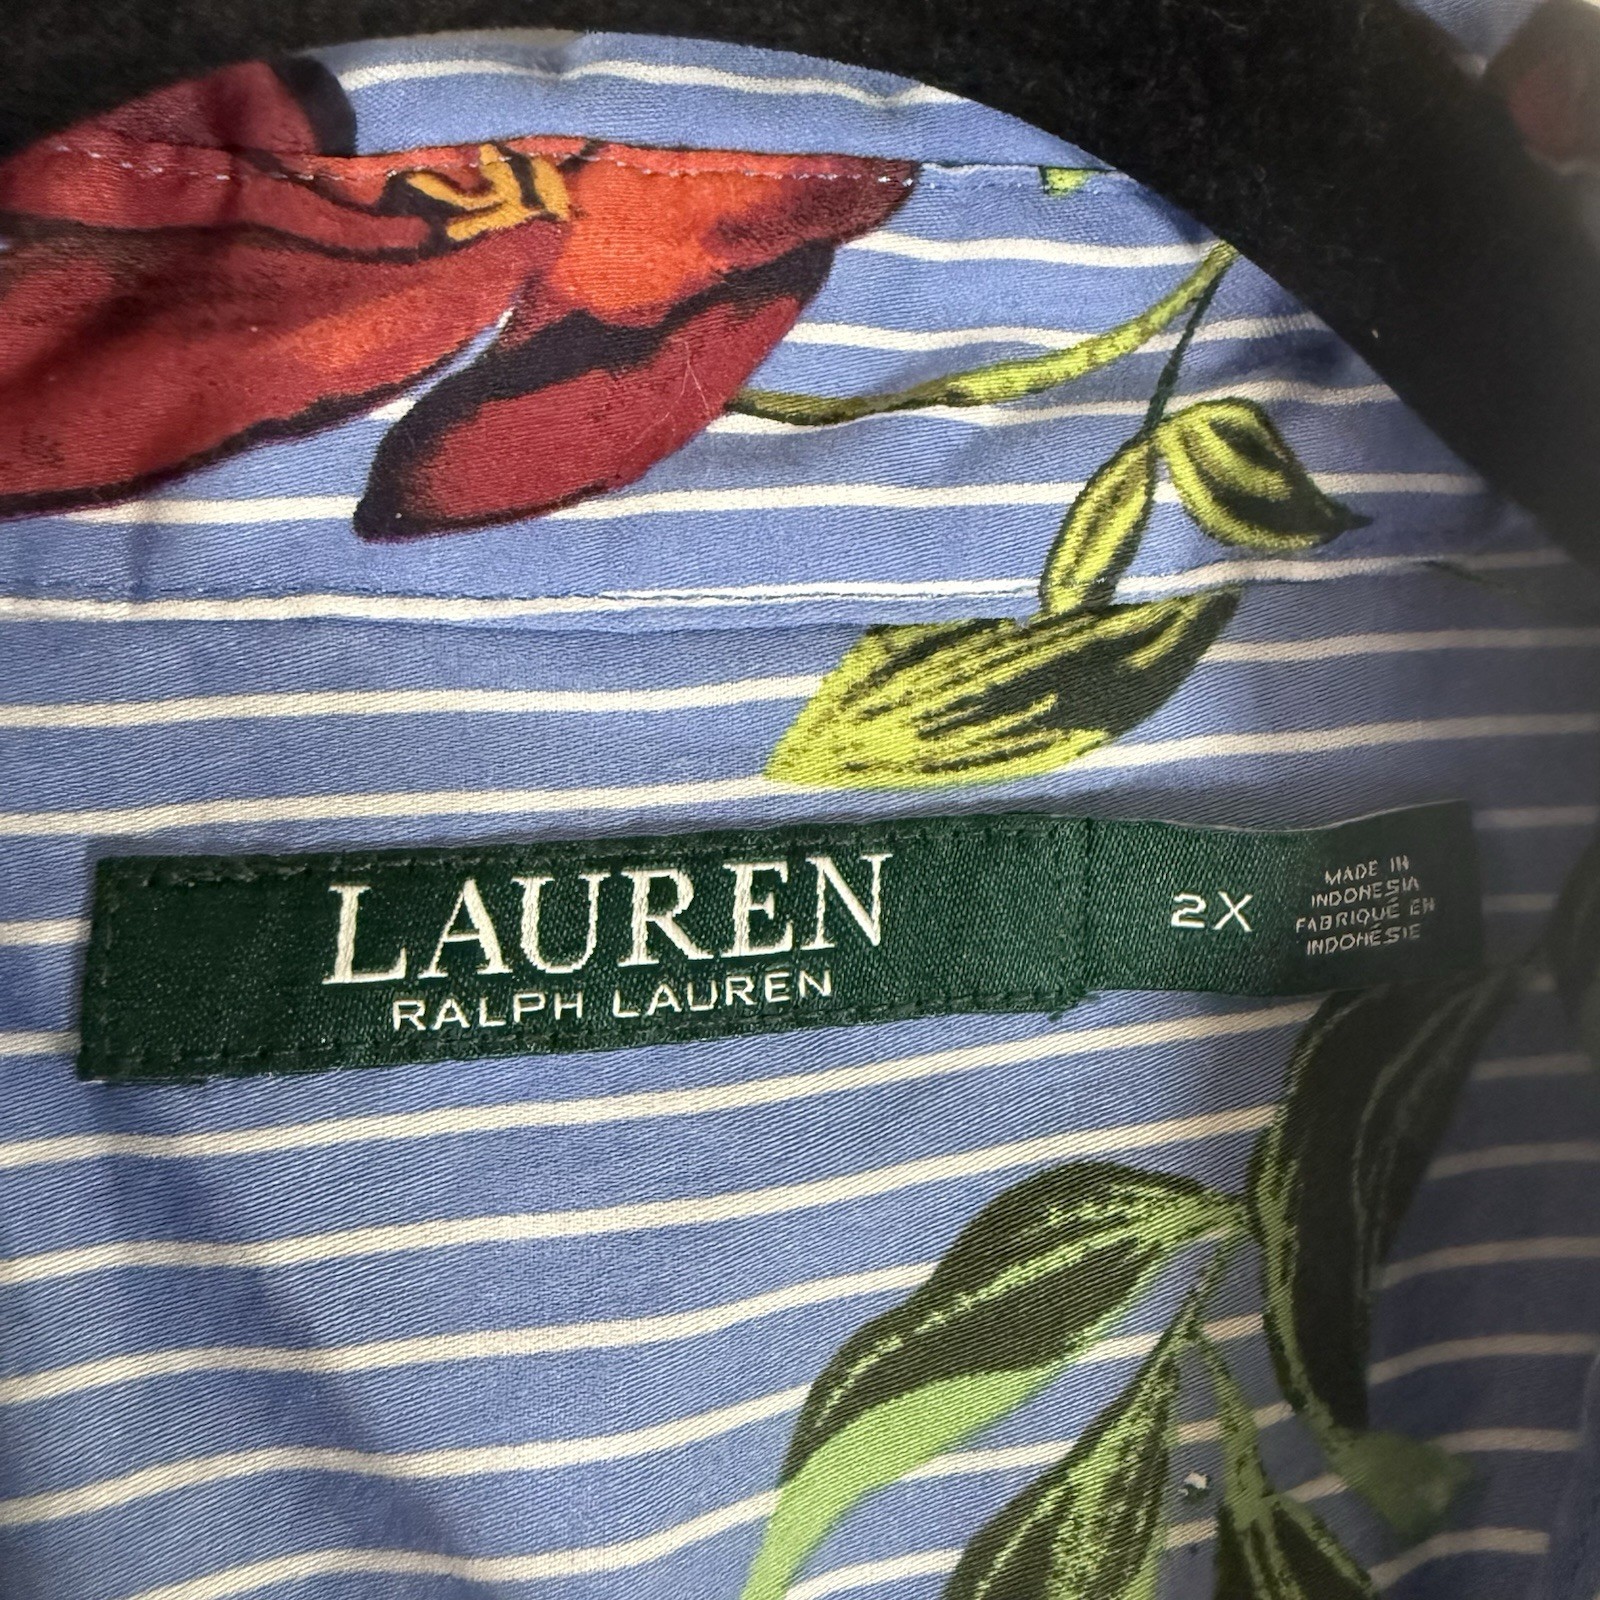 LAUREN
RALPH LAUREN
2X
MADE IN
INDONESIA
FABRIQUÉ EN
INDONÉSIE